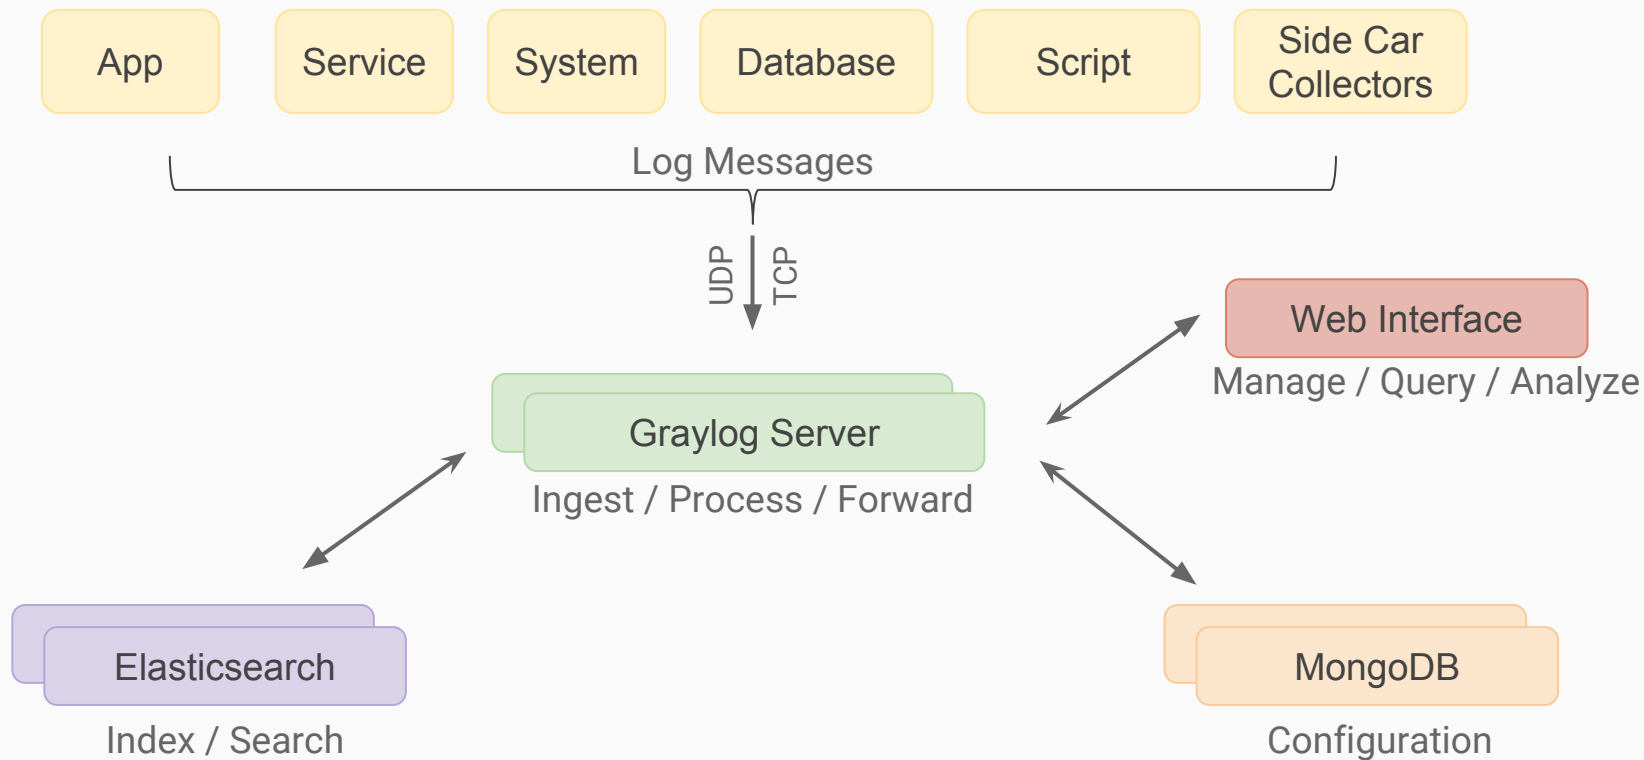 App
Service
System
Database
Script
Side Car
Collectors
Log Messages
UDP
TCP
Web Interface
Manage / Query / Analyze
Graylog Server
Ingest / Process / Forward
Elasticsearch
Index / Search
MongoDB
Configuration